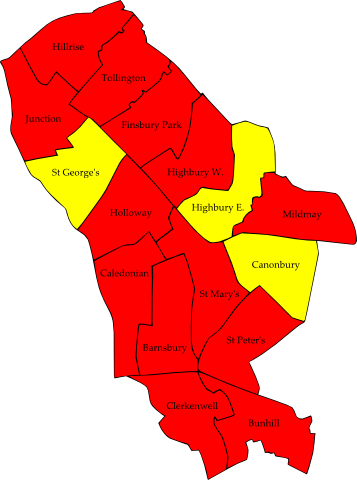 Hillrise
Tollington
Junction
Finsbury Park
St George's
Highbury W.
Highbury E.
Holloway
Mildmay
Canonbury
Caledonian
St Mary's
Barnsbury
St Peter's
Clerkenwell
Bunhill